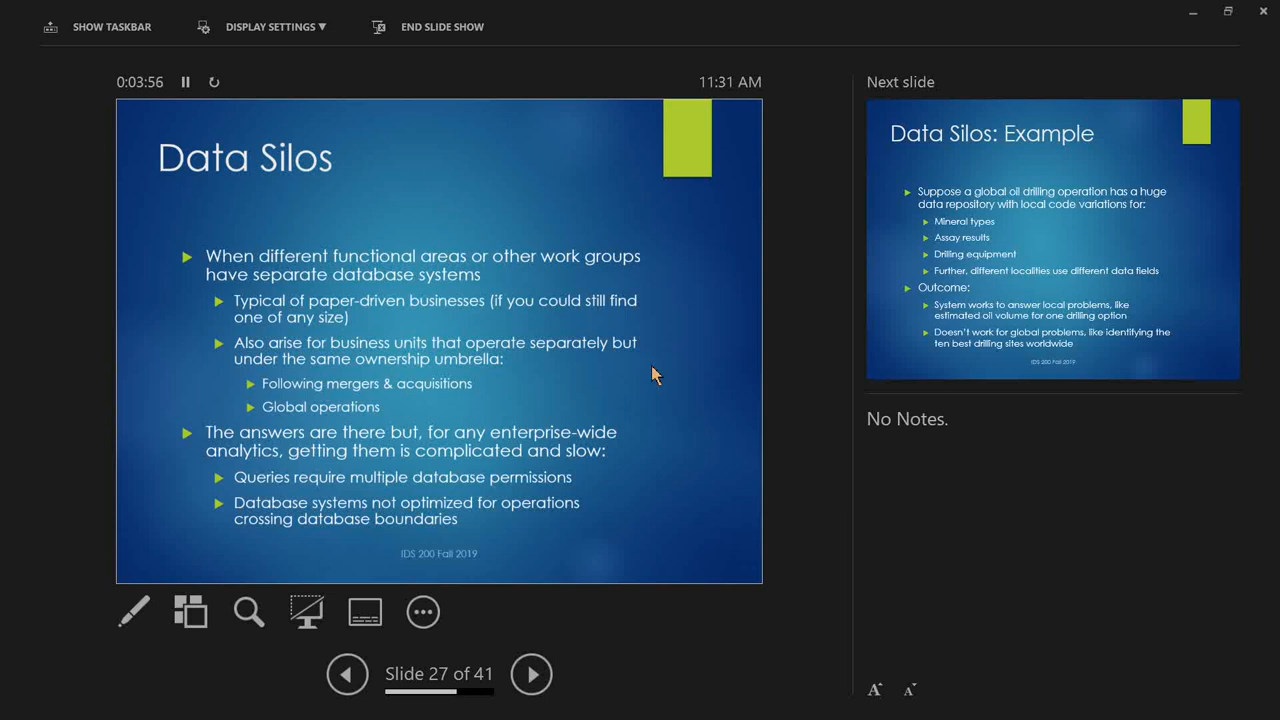 SHOW TASKBAR
DISPLAY SETTINGS ▼
END SLIDE SHOW
0:03:56
11:31 AM
Data Silos
When different functional areas or other work groups
have separate database systems
Typical of paper-driven businesses (if you could still find
one of any size)
Also arise for business units that operate separately but
under the same ownership umbrella:
Following mergers & acquisitions
Global operations
The answers are there but, for any enterprise-wide
analytics, getting them is complicated and slow:
Queries require multiple database permissions
Database systems not optimized for operations
crossing database boundaries
IDS 200 Fall 2019
Slide 27 of 41
Next slide
Data Silos: Example
Suppose a global oil drilling operation has a huge
data repository with local code variations for:
Mineral types
Assay results
Drilling equipment
Further, different localities use different data fields
Outcome:
System works to answer local problems, like
estimated oil volume for one drilling option
Doesn't work for global problems, like identifying the
ten best drilling sites worldwide
IDS 200 Fall 2019
No Notes.
A A